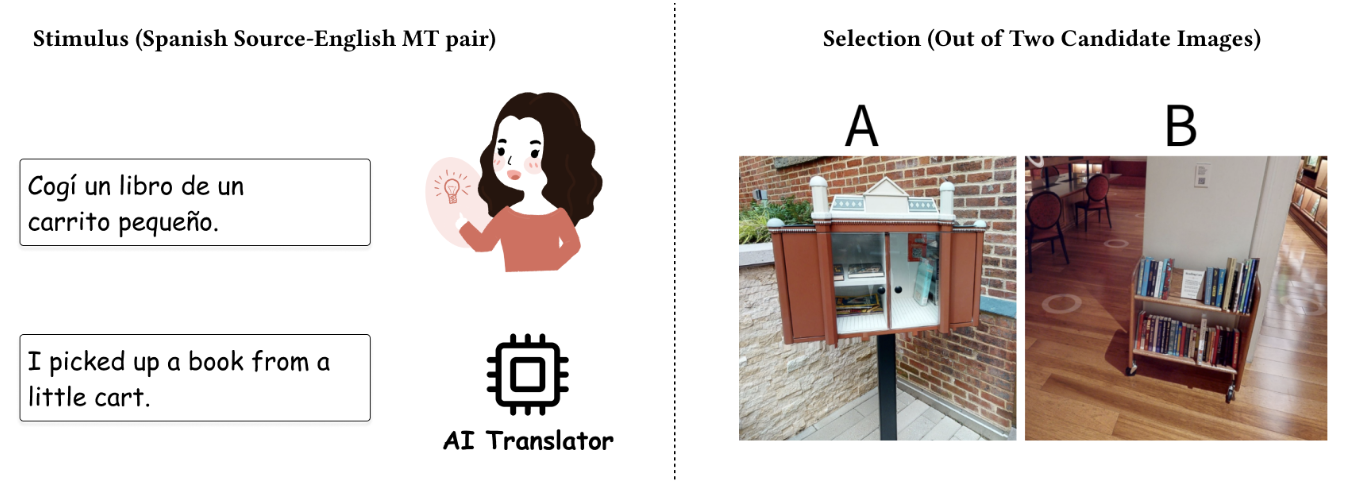 Stimulus (Spanish Source-English MT pair)
Cogí un libro de un
carrito pequeño.
I picked up a book from a
little cart.
AI Translator
Selection (Out of Two Candidate Images)
A
B